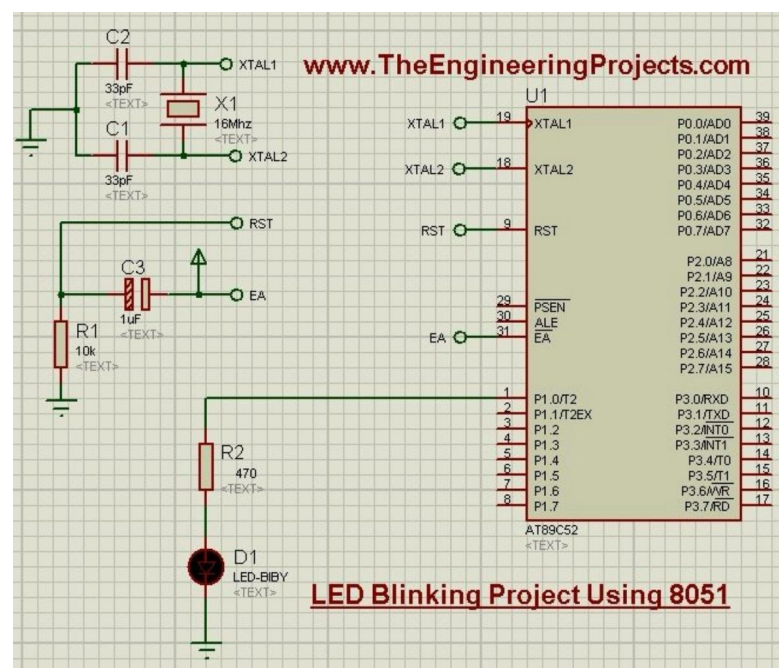 www.TheEngineeringProjects.com
C2
33pF
<TEXT>
XTAL1
X1
16Mhz
<TEXT>
C1
33pF
<TEXT>
XTAL2
RST
C3
1uF
<TEXT>
EA
R1
10k
<TEXT>
R2
470
<TEXT>
D1
LED-BIBY
<TEXT>
U1
XTAL1 19 XTAL1
XTAL2 18 XTAL2
RST 9 RST
29 PSEN
30 ALE
EA 31 EA
1 P1.0/T2
2 P1.1/T2EX
3 P1.2
4 P1.3
5 P1.4
6 P1.5
7 P1.6
8 P1.7
P0.0/AD0 39
P0.1/AD1 38
P0.2/AD2 37
P0.3/AD3 36
P0.4/AD4 35
P0.5/AD5 34
P0.6/AD6 33
P0.7/AD7 32
P2.0/A8 21
P2.1/A9 22
P2.2/A10 23
P2.3/A11 24
P2.4/A12 25
P2.5/A13 26
P2.6/A14 27
P2.7/A15 28
P3.0/RXD 10
P3.1/TXD 11
P3.2/INT0 12
P3.3/INT1 13
P3.4/T0 14
P3.5/T1 15
P3.6/WR 16
P3.7/RD 17
AT89C52
<TEXT>
LED Blinking Project Using 8051